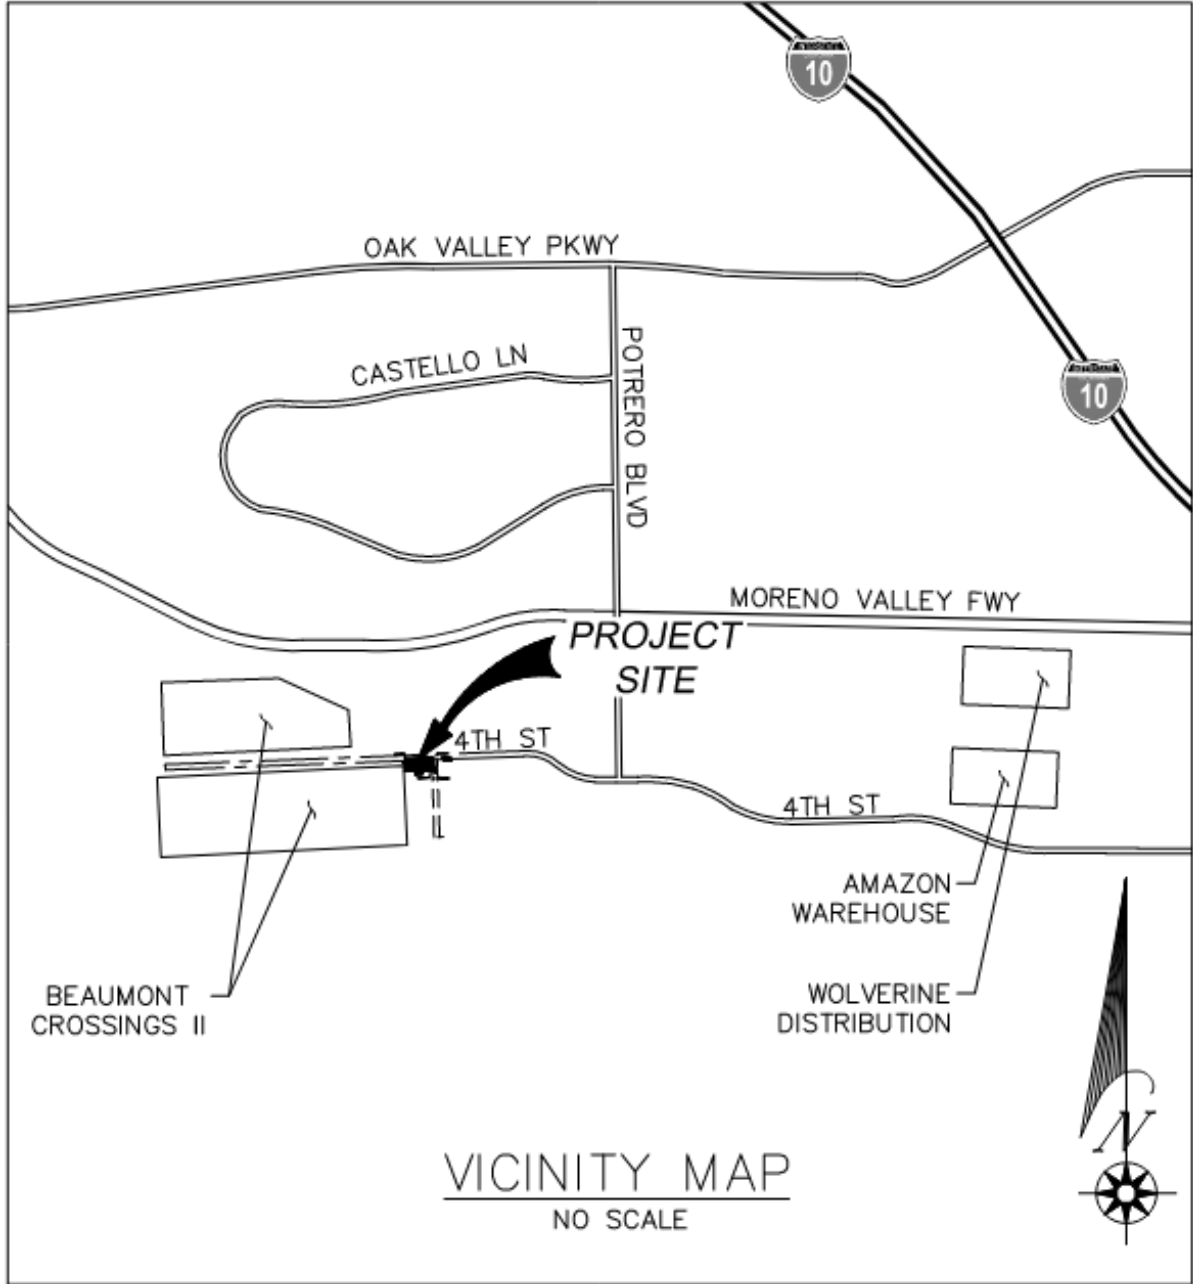 10
OAK VALLEY PKWY
CASTELLO LN
POTRERO BLVD
10
MORENO VALLEY FWY
PROJECT
SITE
4TH ST
4TH ST
AMAZON
WAREHOUSE
BEAUMONT
CROSSINGS II
WOLVERINE
DISTRIBUTION
N
VICINITY MAP
NO SCALE